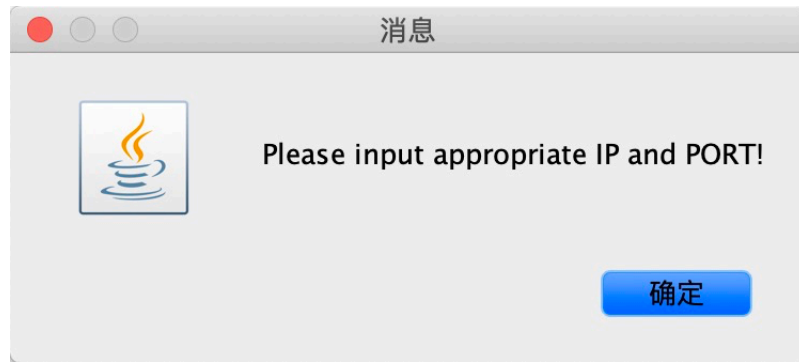 消息
Please input appropriate IP and PORT!
确定